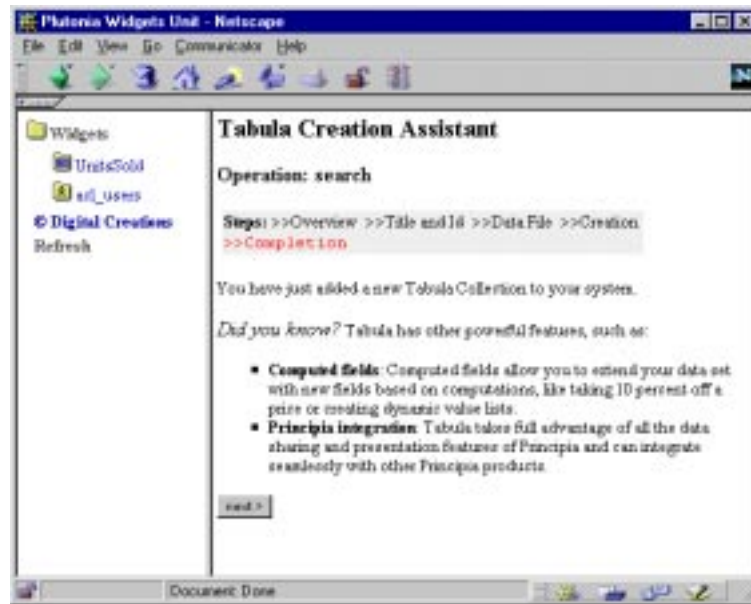 Plutonia Widgets Unit - Netscape
File Edit View Go Communicator Help
Widgets
UnitsSold
acl_users
© Digital Creations
Refresh
Tabula Creation Assistant
Operation: search
Steps: >>Overview >>Title and Id >>Data File >>Creation
>>Completion
You have just added a new Tabula Collection to your system.
Did you know? Tabula has other powerful features, such as:
Computed fields: Computed fields allow you to extend your data set
with new fields based on computations, like taking 10 percent off a
price or creating dynamic value lists.
Principia integration: Tabula takes full advantage of all the data
sharing and presentation features of Principia and can integrate
seamlessly with other Principia products.
next >
Document: Done